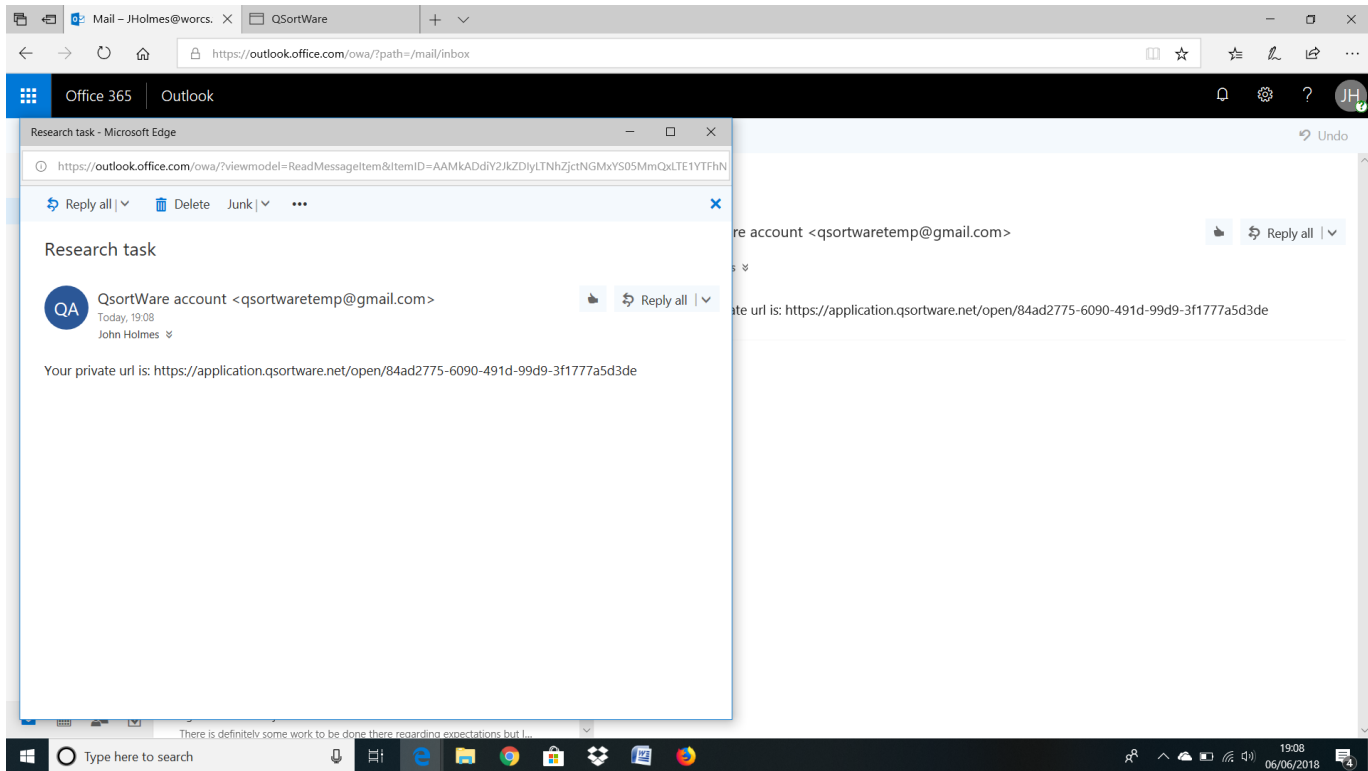 Mail – JHolmes@worcs.
QSortWare
https://outlook.office.com/owa/?path=/mail/inbox
Office 365
Outlook
JH
Research task - Microsoft Edge
Undo
https://outlook.office.com/owa/?viewmodel=ReadMessageItem&ItemID=AAMkADdiY2JkZDIyLTNhZjctNGMxYS05MmQxLTE1YTFhN
Reply all
Delete
Junk
re account <qsortwaretemp@gmail.com>
Reply all
Research task
QA
QsortWare account <qsortwaretemp@gmail.com>
Reply all
Today, 19:08
John Holmes
ate url is: https://application.qsortware.net/open/84ad2775-6090-491d-99d9-3f1777a5d3de
Your private url is: https://application.qsortware.net/open/84ad2775-6090-491d-99d9-3f1777a5d3de
There is definitely some work to be done there regarding expectations but I...
Type here to search
19:08
06/06/2018
4